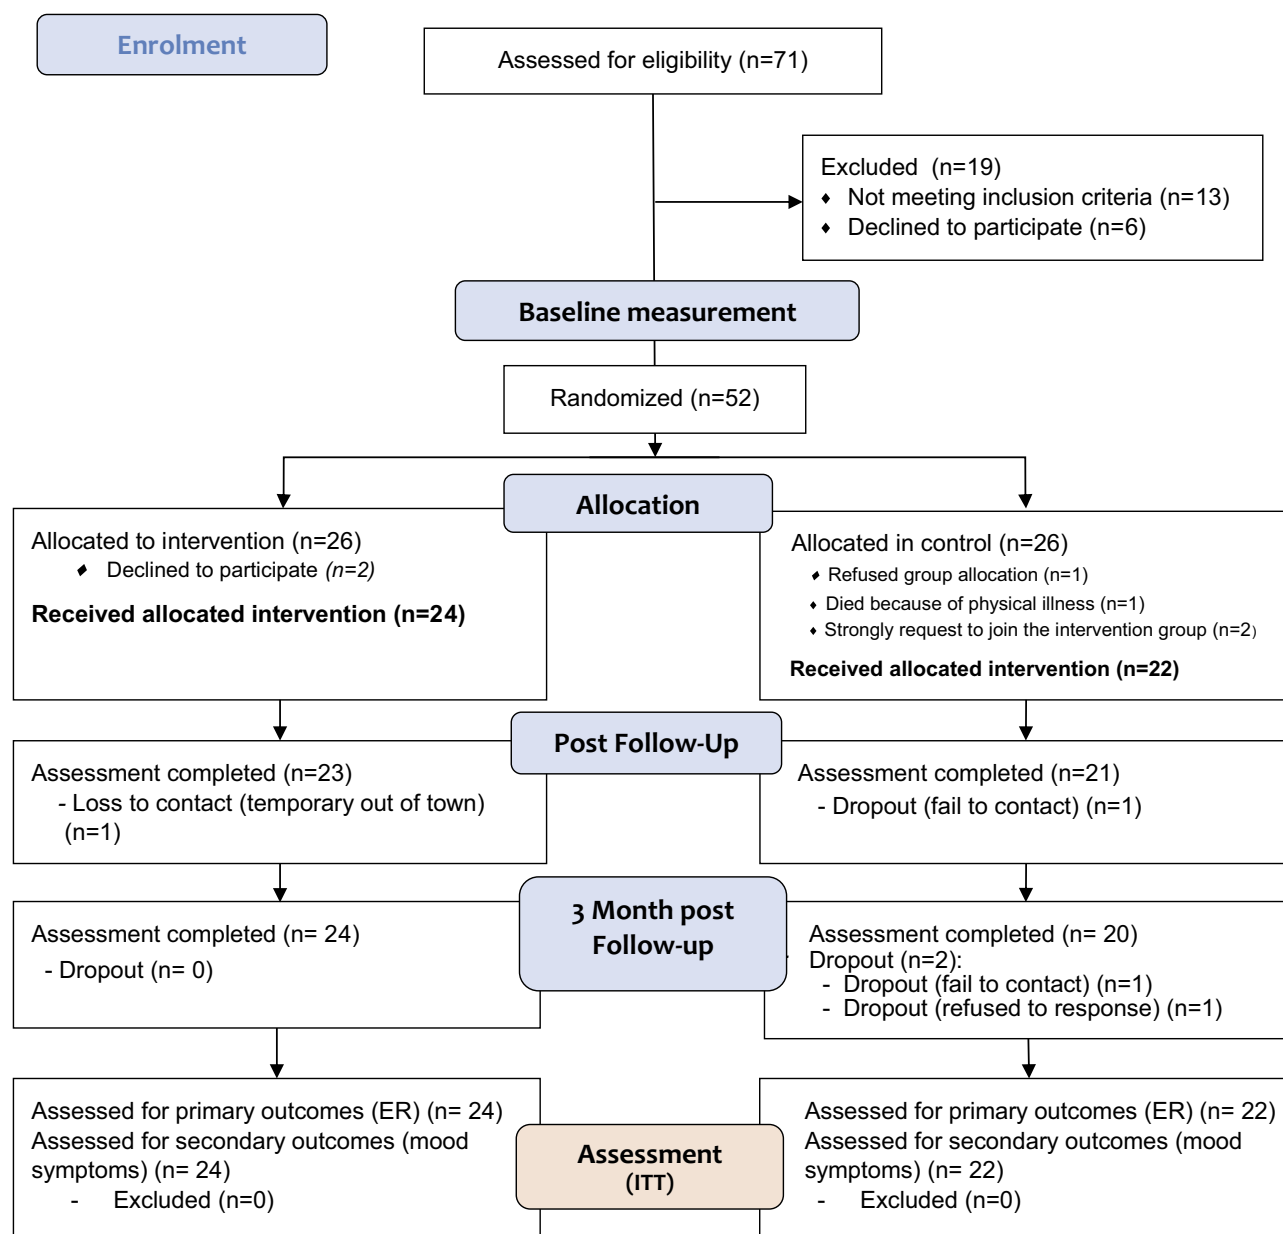 Enrolment
Assessed for eligibility (n=71)
Excluded (n=19)
♦ Not meeting inclusion criteria (n=13)
♦ Declined to participate (n=6)
Baseline measurement
Randomized (n=52)
Allocation
Allocated to intervention (n=26)
♦ Declined to participate (n=2)
Received allocated intervention (n=24)
Allocated in control (n=26)
♦ Refused group allocation (n=1)
♦ Died because of physical illness (n=1)
♦ Strongly request to join the intervention group (n=2)
Received allocated intervention (n=22)
Post Follow-Up
Assessment completed (n=23)
- Loss to contact (temporary out of town)
(n=1)
Assessment completed (n=21)
- Dropout (fail to contact) (n=1)
3 Month post
Follow-up
Assessment completed (n= 24)
- Dropout (n= 0)
Assessment completed (n= 20)
Dropout (n=2):
- Dropout (fail to contact) (n=1)
- Dropout (refused to response) (n=1)
Assessed for primary outcomes (ER) (n= 24)
Assessed for secondary outcomes (mood
symptoms) (n= 24)
- Excluded (n=0)
Assessment
(ITT)
Assessed for primary outcomes (ER) (n= 22)
Assessed for secondary outcomes (mood
symptoms) (n= 22)
- Excluded (n=0)